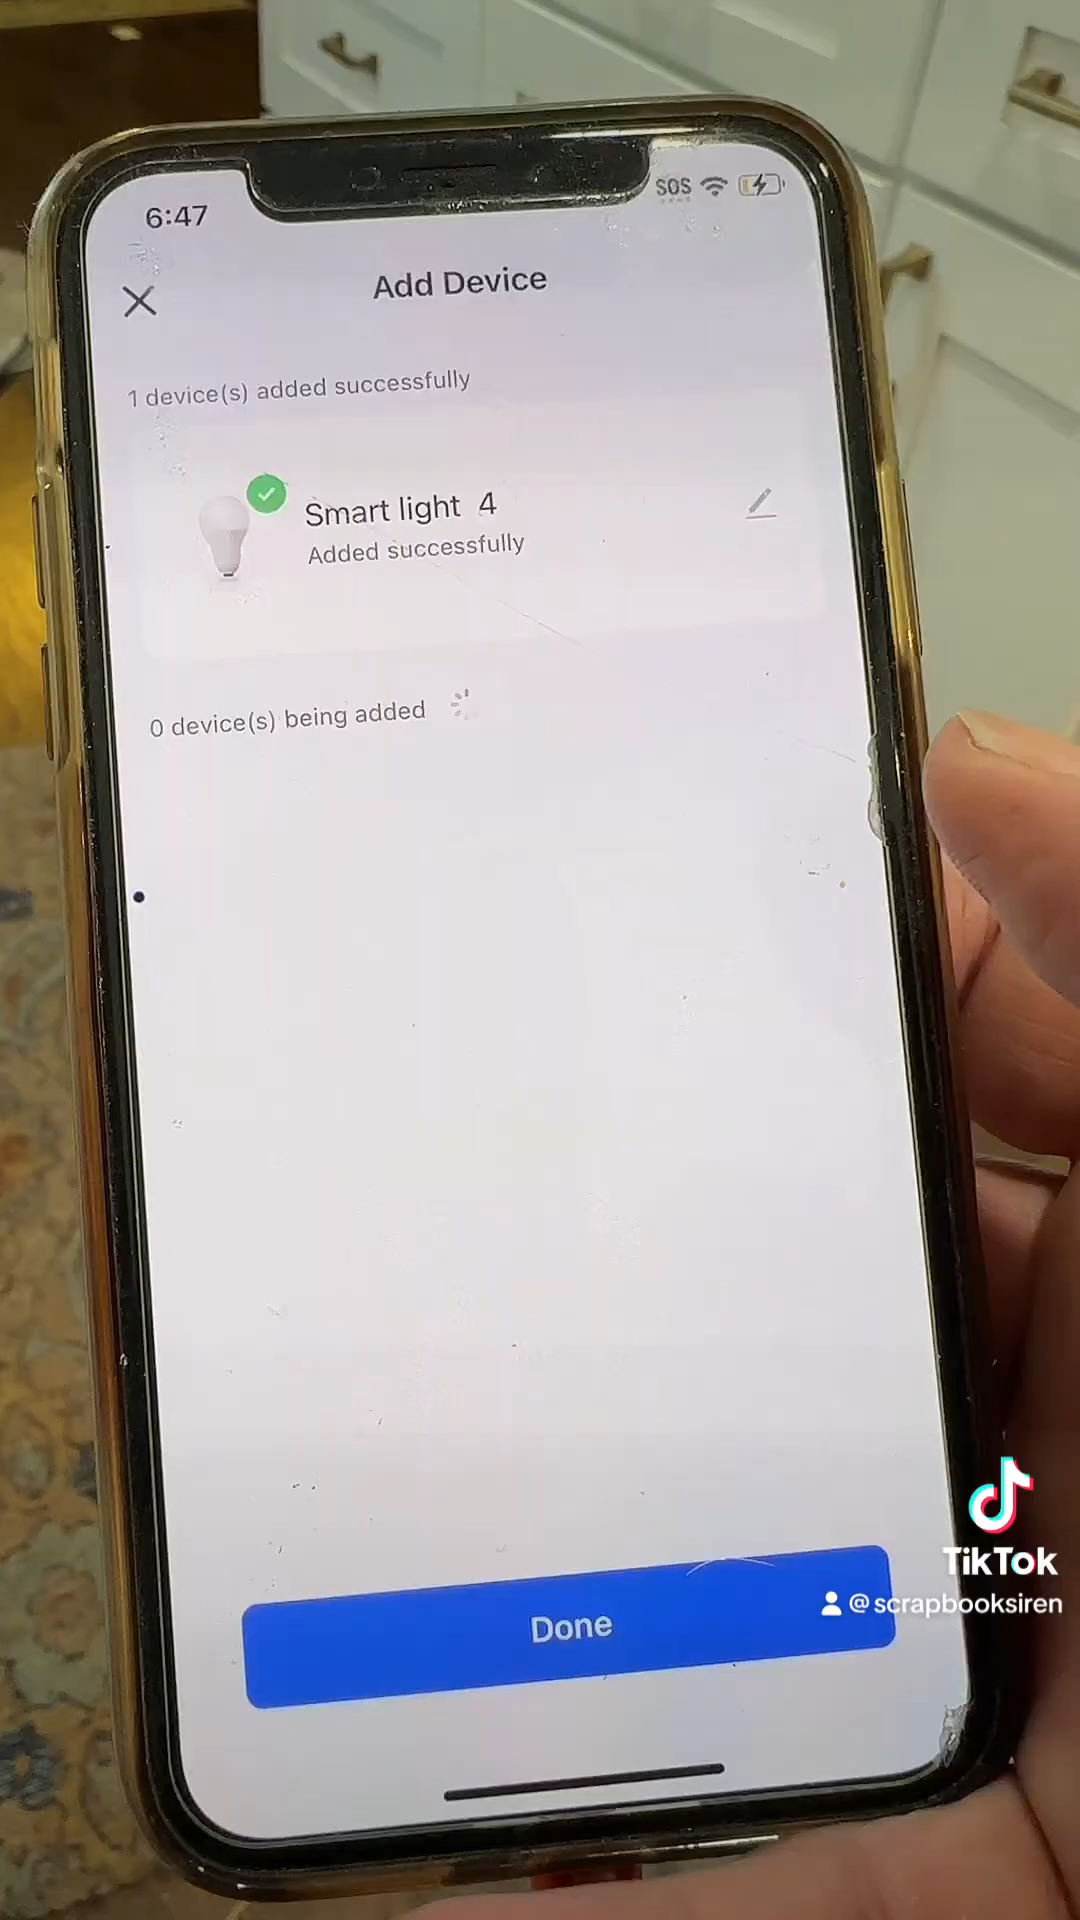 6:47
SOS
Add Device
1 device(s) added successfully
Smart light 4
Added successfully
0 device(s) being added
Done
TikTok
@scrapbooksiren